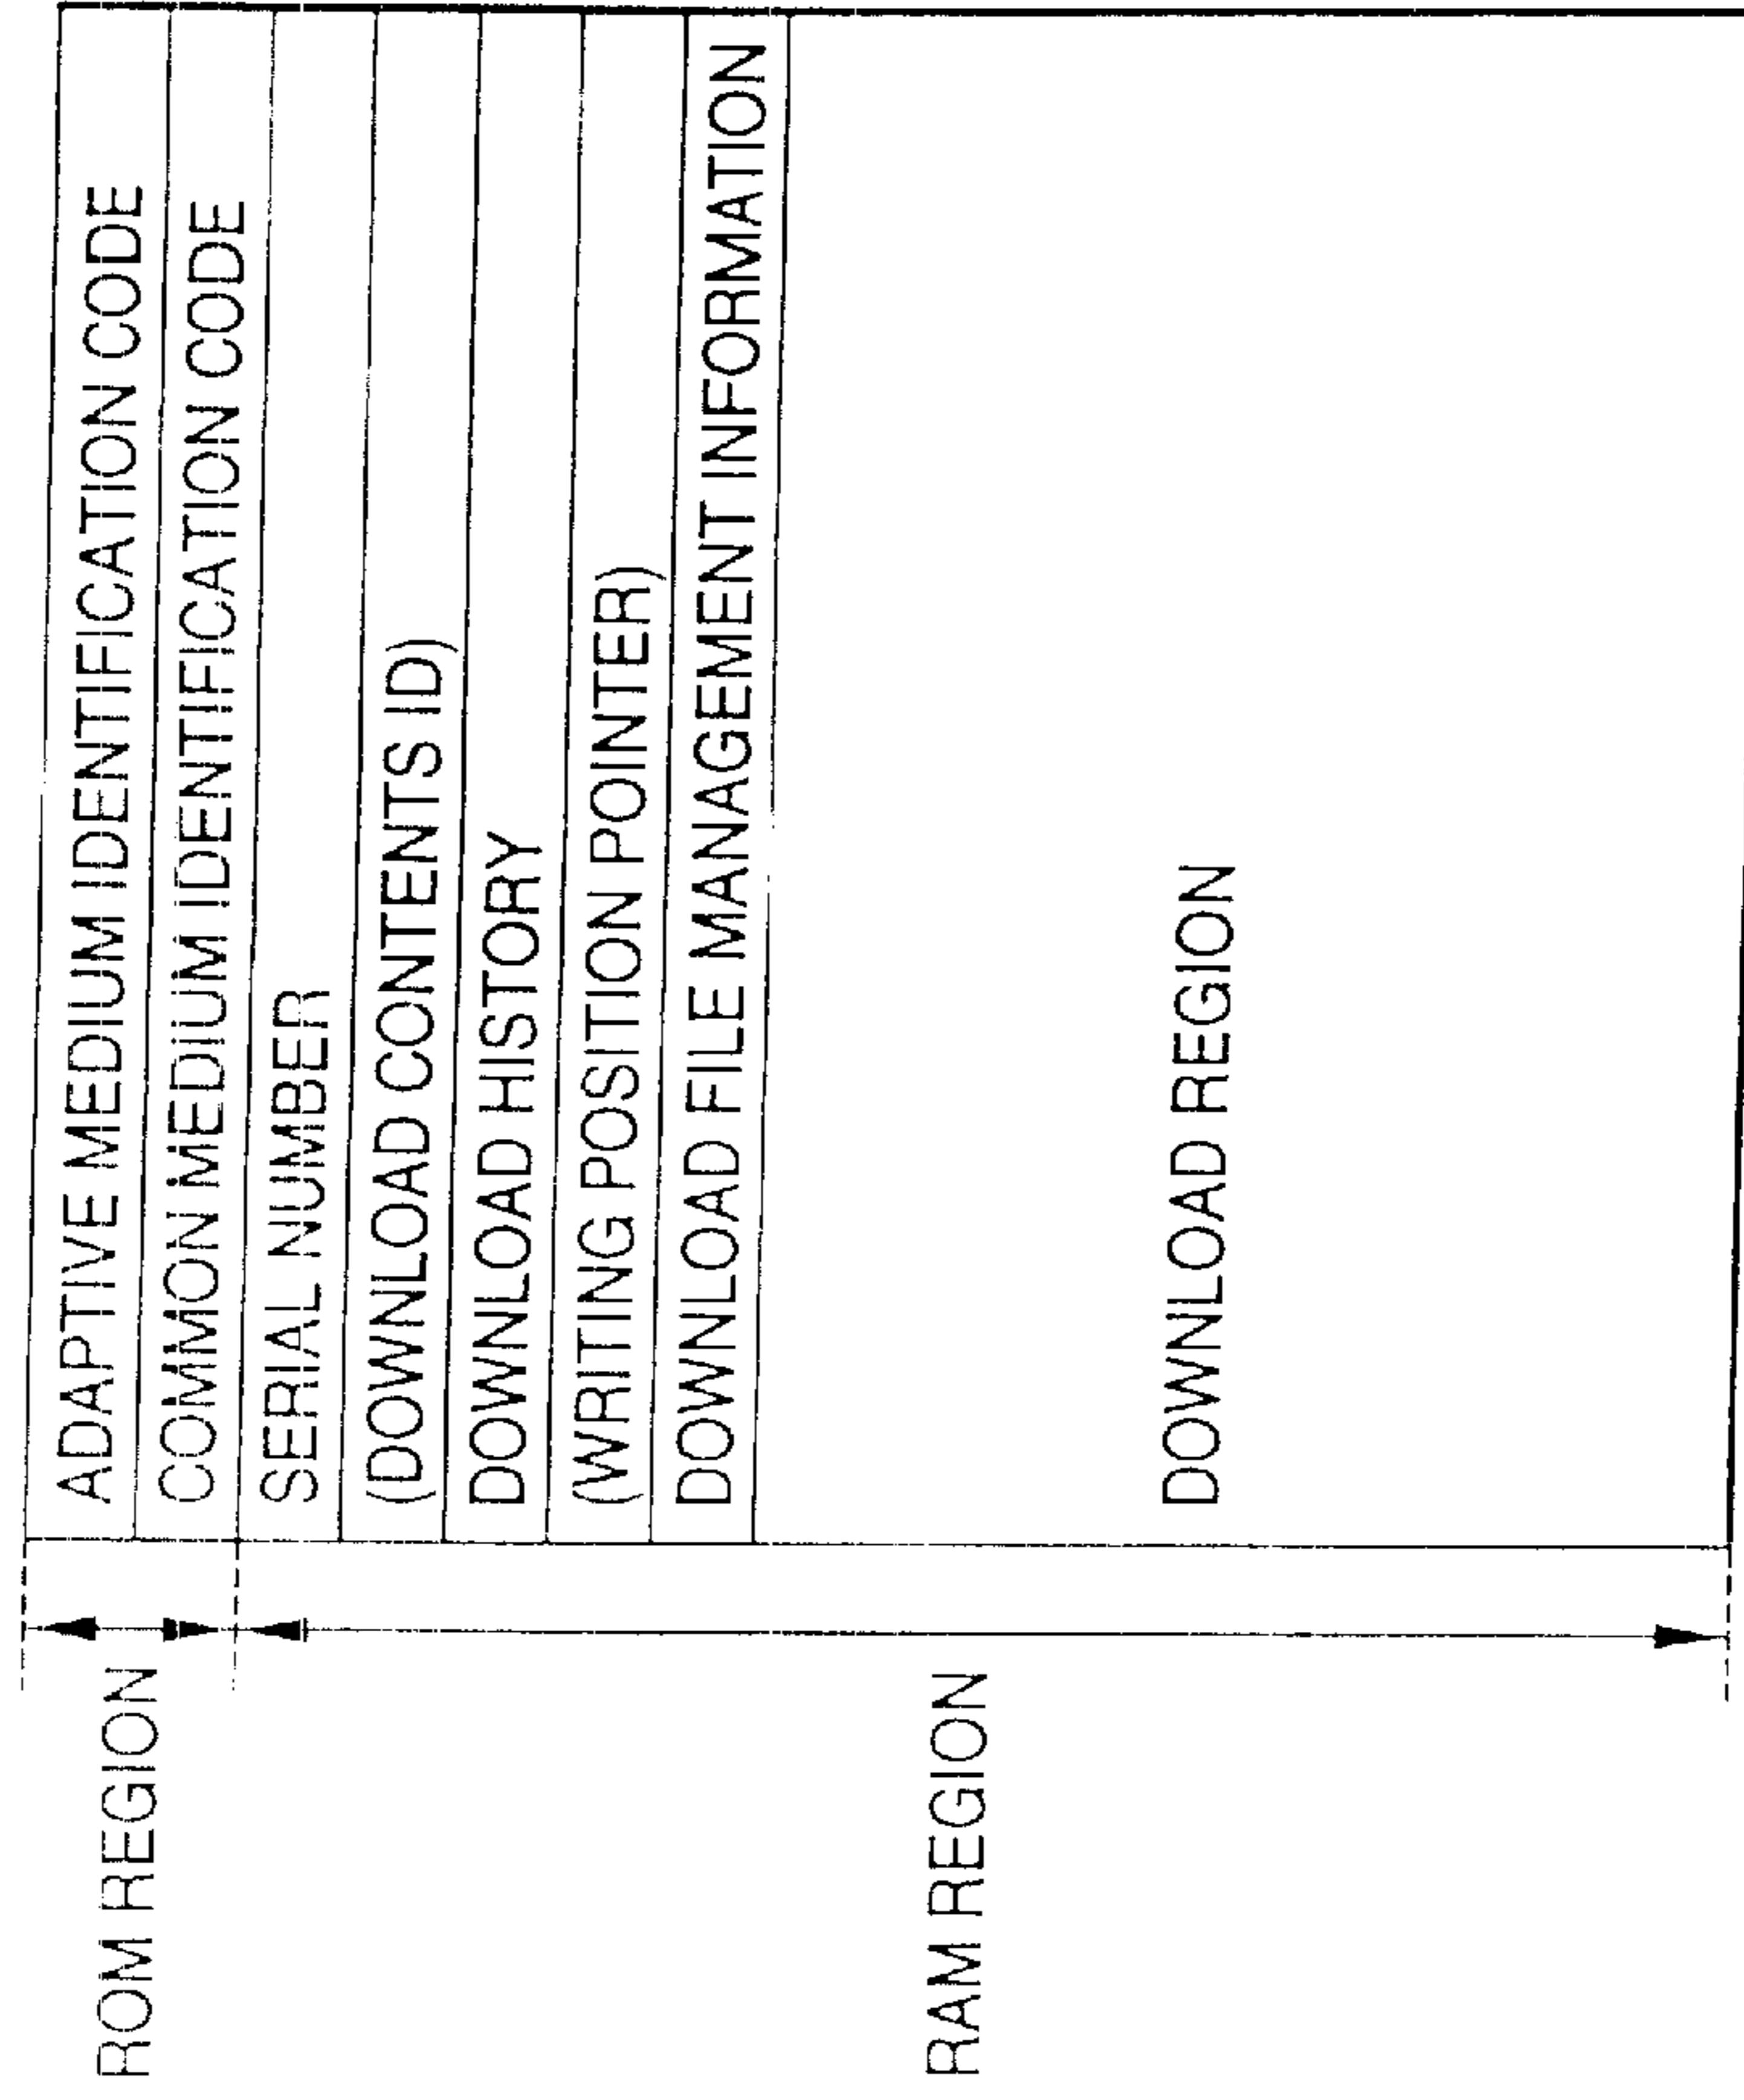 ROM REGION
ADAPTIVE MEDIUM IDENTIFICATION CODE
COMMON MEDIUM IDENTIFICATION CODE
RAM REGION
SERIAL NUMBER
(DOWNLOAD CONTENTS ID)
DOWNLOAD HISTORY
(WRITING POSITION POINTER)
DOWNLOAD FILE MANAGEMENT INFORMATION
DOWNLOAD REGION